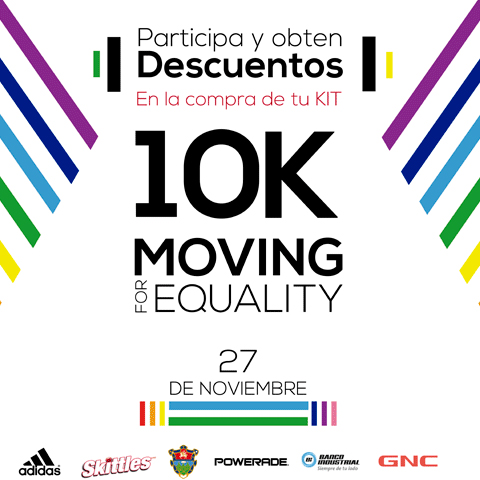 Participa y obten
Descuentos
En la compra de tu KIT
10K
MOVING
FOR EQUALITY
27
DE NOVIEMBRE
adidas
Skittles
POWERADE
BI BANCO
INDUSTRIAL
Siempre de tu lado
GNC